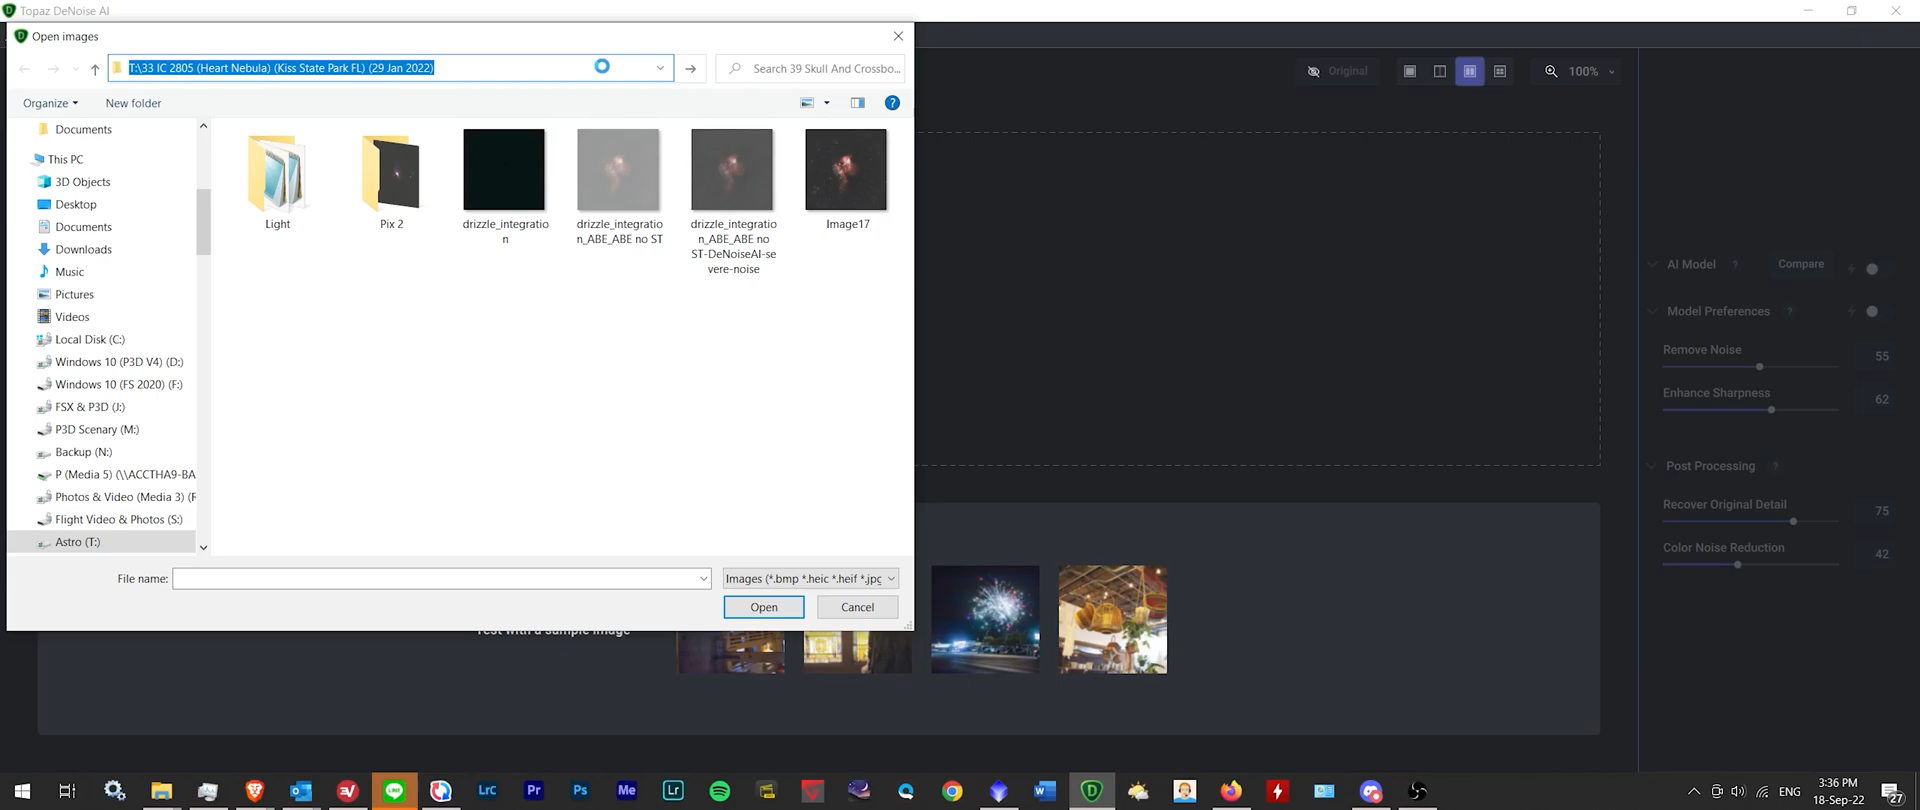 Topaz DeNoise AI
Open images
T:\33 IC 2805 (Heart Nebula) (Kiss State Park FL) (29 Jan 2022)
Search 39 Skull And Crossbo...
Organize
New folder
Documents
This PC
3D Objects
Desktop
Documents
Downloads
Music
Pictures
Videos
Local Disk (C:)
Windows 10 (P3D V4) (D:)
Windows 10 (FS 2020) (F:)
FSX & P3D (J:)
P3D Scenary (M:)
Backup (N:)
P (Media 5) (\\ACCTHA9-BA
Photos & Video (Media 3) (F
Flight Video & Photos (S:)
Astro (T:)
Light
Pix 2
drizzle_integratio
n
drizzle_integratio
n_ABE_ABE no ST
drizzle_integratio
n_ABE_ABE no
ST-DeNoiseAI-se
vere-noise
Image17
File name:
Images (*.bmp *.heic *.heif *.jpg
Open
Cancel
Original
100%
AI Model ?
Compare
Model Preferences ?
Remove Noise
55
Enhance Sharpness
62
Post Processing ?
Recover Original Detail
75
Color Noise Reduction
42
Test with a sample image
LrC
Pr
Ps
Me
Lr
ENG
3:36 PM
18-Sep-22
27